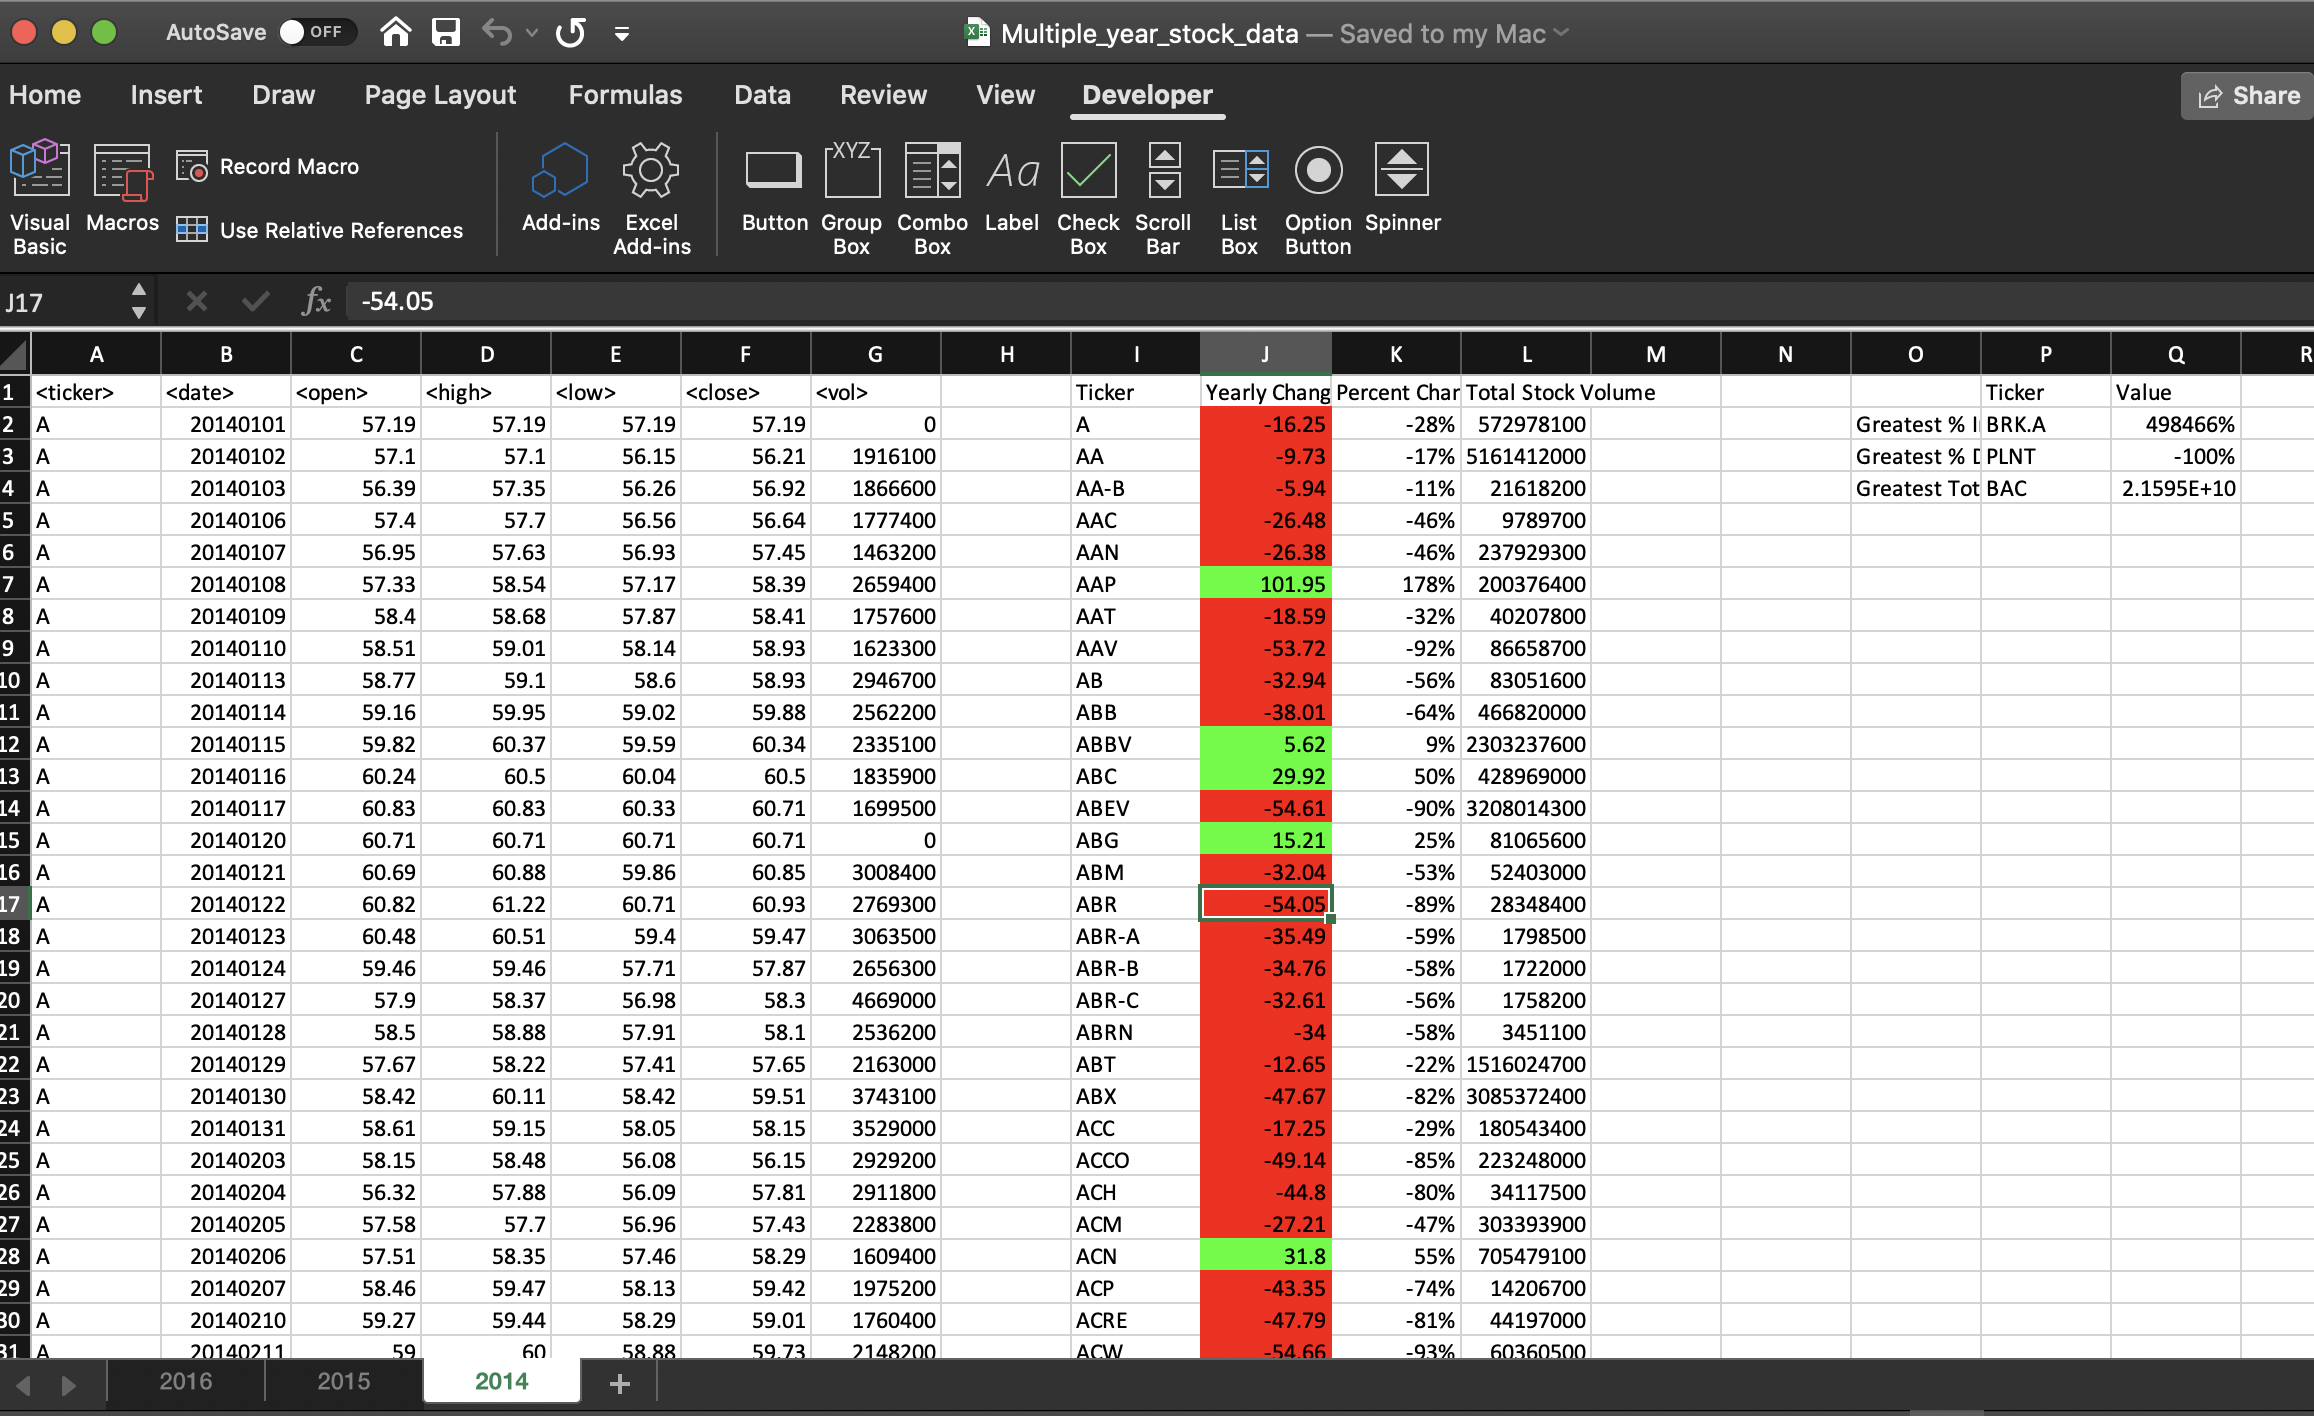 AutoSave OFF Multiple_year_stock_data — Saved to my Mac
Home Insert Draw Page Layout Formulas Data Review View Developer Share
Visual Basic Macros Record Macro Use Relative References Add-ins Excel Add-ins Button XYZ Group Box Combo Box Aa Label Check Box Scroll Bar List Box Option Button Spinner
J17 fx -54.05
A B C D E F G H I J K L M N O P Q R
1 <ticker> <date> <open> <high> <low> <close> <vol> Ticker Yearly Chang Percent Char Total Stock Volume Ticker Value
2 A 20140101 57.19 57.19 57.19 57.19 0 A -16.25 -28% 572978100 Greatest % I BRK.A 498466%
3 A 20140102 57.1 57.1 56.15 56.21 1916100 AA -9.73 -17% 5161412000 Greatest % D PLNT -100%
4 A 20140103 56.39 57.35 56.26 56.92 1866600 AA-B -5.94 -11% 21618200 Greatest Tot BAC 2.1595E+10
5 A 20140106 57.4 57.7 56.56 56.64 1777400 AAC -26.48 -46% 9789700
6 A 20140107 56.95 57.63 56.93 57.45 1463200 AAN -26.38 -46% 237929300
7 A 20140108 57.33 58.54 57.17 58.39 2659400 AAP 101.95 178% 200376400
8 A 20140109 58.4 58.68 57.87 58.41 1757600 AAT -18.59 -32% 40207800
9 A 20140110 58.51 59.01 58.14 58.93 1623300 AAV -53.72 -92% 86658700
10 A 20140113 58.77 59.1 58.6 58.93 2946700 AB -32.94 -56% 83051600
11 A 20140114 59.16 59.95 59.02 59.88 2562200 ABB -38.01 -64% 466820000
12 A 20140115 59.82 60.37 59.59 60.34 2335100 ABBV 5.62 9% 2303237600
13 A 20140116 60.24 60.5 60.04 60.5 1835900 ABC 29.92 50% 428969000
14 A 20140117 60.83 60.83 60.33 60.71 1699500 ABEV -54.61 -90% 3208014300
15 A 20140120 60.71 60.71 60.71 60.71 0 ABG 15.21 25% 81065600
16 A 20140121 60.69 60.88 59.86 60.85 3008400 ABM -32.04 -53% 52403000
17 A 20140122 60.82 61.22 60.71 60.93 2769300 ABR -54.05 -89% 28348400
18 A 20140123 60.48 60.51 59.4 59.47 3063500 ABR-A -35.49 -59% 1798500
19 A 20140124 59.46 59.46 57.71 57.87 2656300 ABR-B -34.76 -58% 1722000
20 A 20140127 57.9 58.37 56.98 58.3 4669000 ABR-C -32.61 -56% 1758200
21 A 20140128 58.5 58.88 57.91 58.1 2536200 ABRN -34 -58% 3451100
22 A 20140129 57.67 58.22 57.41 57.65 2163000 ABT -12.65 -22% 1516024700
23 A 20140130 58.42 60.11 58.42 59.51 3743100 ABX -47.67 -82% 3085372400
24 A 20140131 58.61 59.15 58.05 58.15 3529000 ACC -17.25 -29% 180543400
25 A 20140203 58.15 58.48 56.08 56.15 2929200 ACCO -49.14 -85% 223248000
26 A 20140204 56.32 57.88 56.09 57.81 2911800 ACH -44.8 -80% 34117500
27 A 20140205 57.58 57.7 56.96 57.43 2283800 ACM -27.21 -47% 303393900
28 A 20140206 57.51 58.35 57.46 58.29 1609400 ACN 31.8 55% 705479100
29 A 20140207 58.46 59.47 58.13 59.42 1975200 ACP -43.35 -74% 14206700
30 A 20140210 59.27 59.44 58.29 59.01 1760400 ACRE -47.79 -81% 44197000
31 A 20140211 59 60 58.88 59.73 2148200 ACW -54.66 -93% 60360500
2016 2015 2014 +